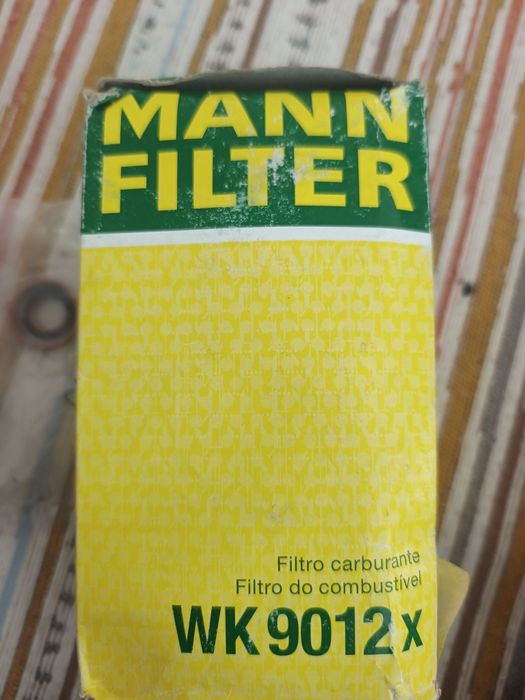 MANN
FILTER
Filtro carburante
Filtro do combustível
WK 9012 x